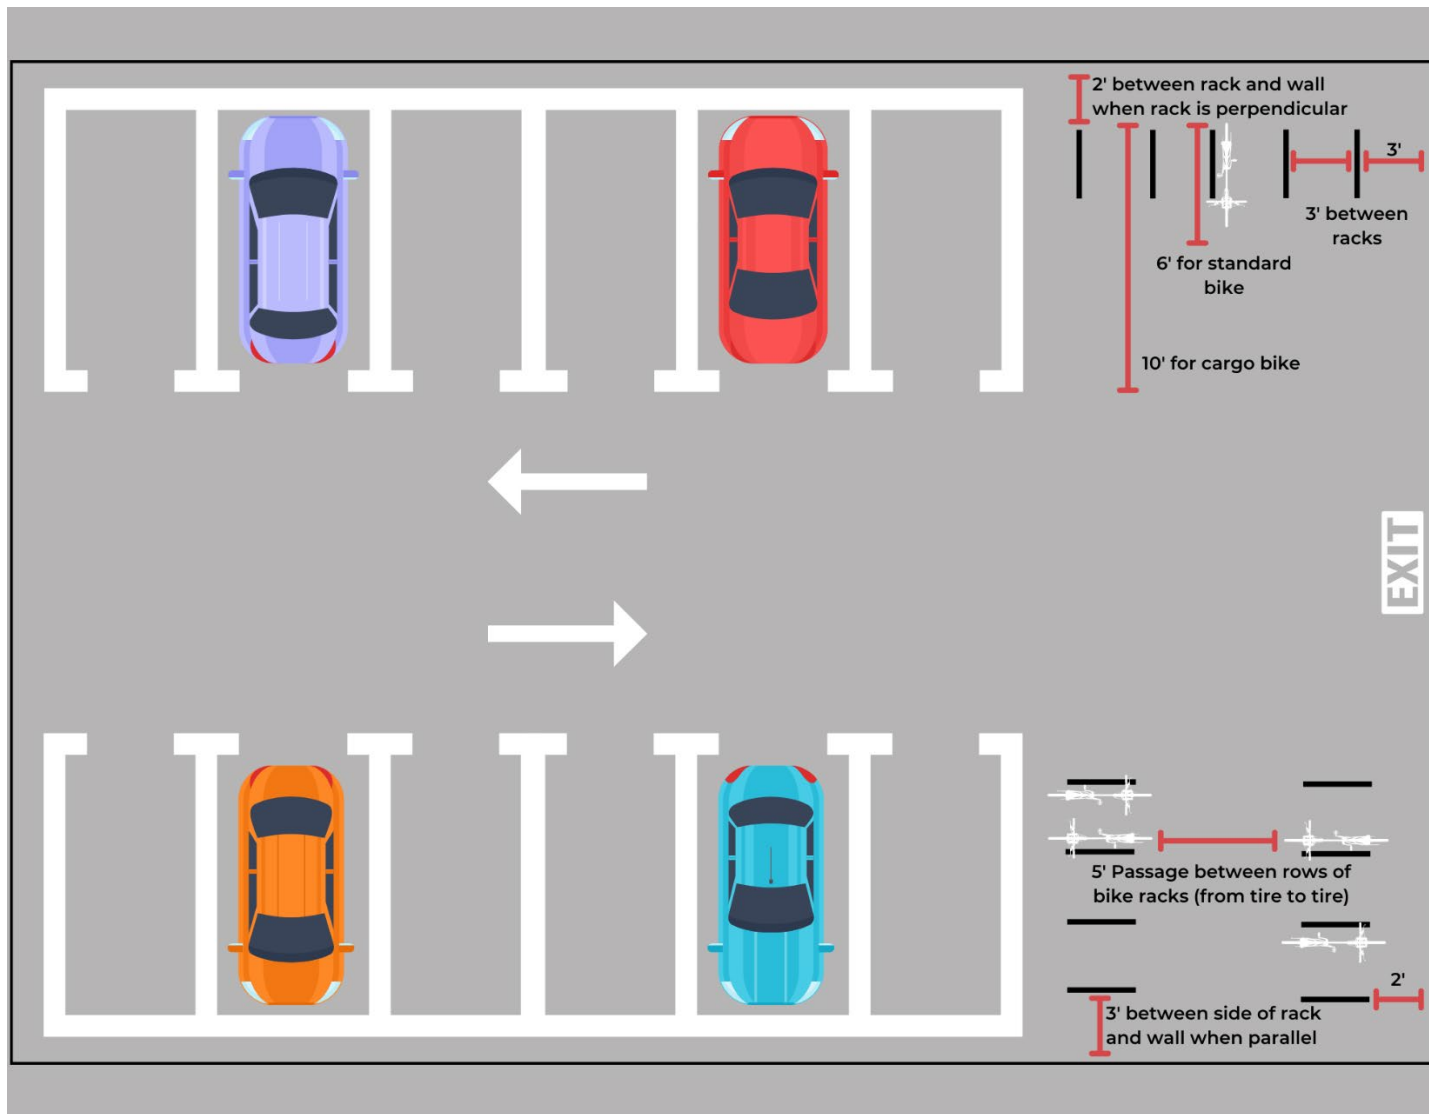 2' between rack and wall
when rack is perpendicular
3'
3' between
racks
6' for standard
bike
10' for cargo bike
EXIT
5' Passage between rows of
bike racks (from tire to tire)
2'
3' between side of rack
and wall when parallel